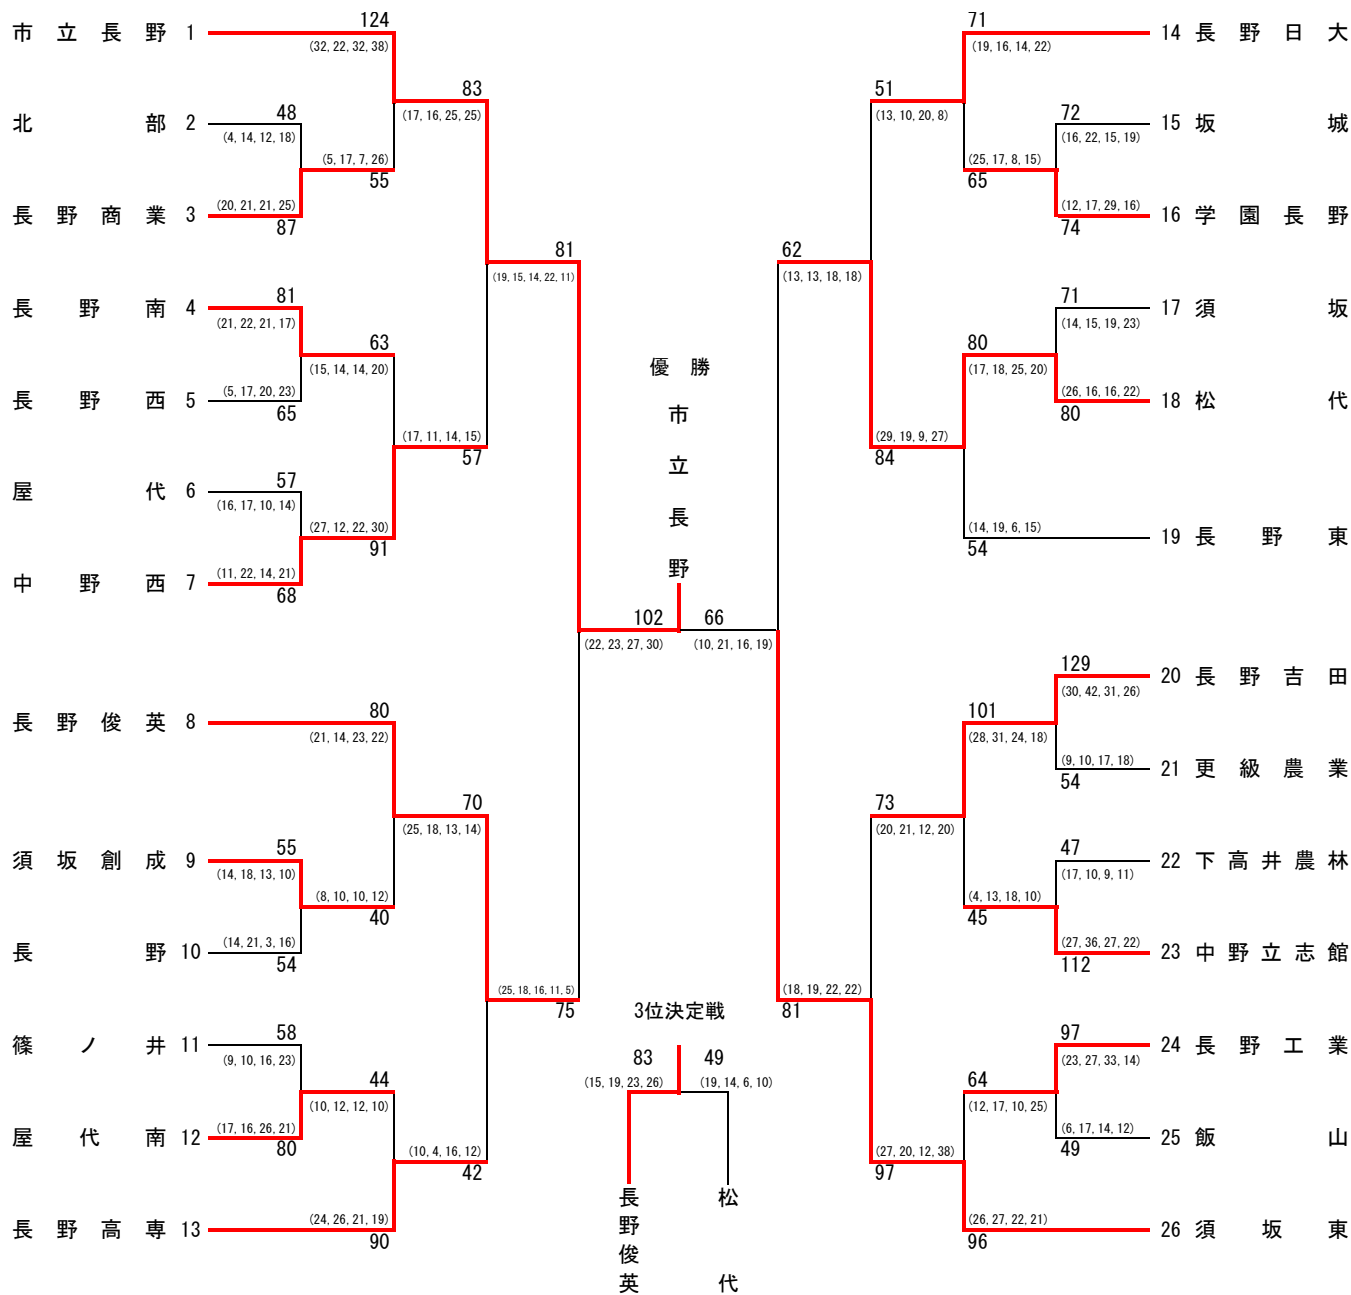 124
71
市立長野 1
14 長野日大
(32, 22, 32, 38)
(19, 16, 14, 22)
83
51
48
72
(17, 16, 25, 25)
(13, 10, 20, 8)
北部 2
15 坂城
(4, 14, 12, 18)
(16, 22, 15, 19)
(5, 17, 7, 26)
(25, 17, 8, 15)
55
65
(20, 21, 21, 25)
(12, 17, 29, 16)
長野商業 3
16 学園長野
87
74
81
62
(19, 15, 14, 22, 11)
(13, 13, 18, 18)
81
71
長野南 4
17 須坂
(21, 22, 21, 17)
(14, 15, 19, 23)
63
80
優勝
(15, 14, 14, 20)
(17, 18, 25, 20)
(5, 17, 20, 23)
(26, 16, 16, 22)
長野西 5
18 松代
65
80
市立長野
(17, 11, 14, 15)
(29, 19, 9, 27)
57
84
57
屋代 6
(16, 17, 10, 14)
(27, 12, 22, 30)
(14, 19, 6, 15)
19 長野東
91
54
(11, 22, 14, 21)
中野西 7
68
102
66
(22, 23, 27, 30)
(10, 21, 16, 19)
129
20 長野吉田
(30, 42, 31, 26)
80
101
長野俊英 8
(21, 14, 23, 22)
(28, 31, 24, 18)
(9, 10, 17, 18)
21 更級農業
54
70
73
(25, 18, 13, 14)
(20, 21, 12, 20)
55
47
須坂創成 9
22 下高井農林
(14, 18, 13, 10)
(17, 10, 9, 11)
(8, 10, 10, 12)
(4, 13, 18, 10)
40
45
(14, 21, 3, 16)
(27, 36, 27, 22)
長野 10
23 中野立志館
54
112
(25, 18, 16, 11, 5)
(18, 19, 22, 22)
75
3位決定戦
81
58
97
篠ノ井 11
24 長野工業
(9, 10, 16, 23)
(23, 27, 33, 14)
83
49
(15, 19, 23, 26)
(19, 14, 6, 10)
44
64
(10, 12, 12, 10)
(12, 17, 10, 25)
(17, 16, 26, 21)
(6, 17, 14, 12)
屋代南 12
25 飯山
80
49
(10, 4, 16, 12)
(27, 20, 12, 38)
42
97
長野俊英
松代
(24, 26, 21, 19)
(26, 27, 22, 21)
長野高専 13
26 須坂東
90
96